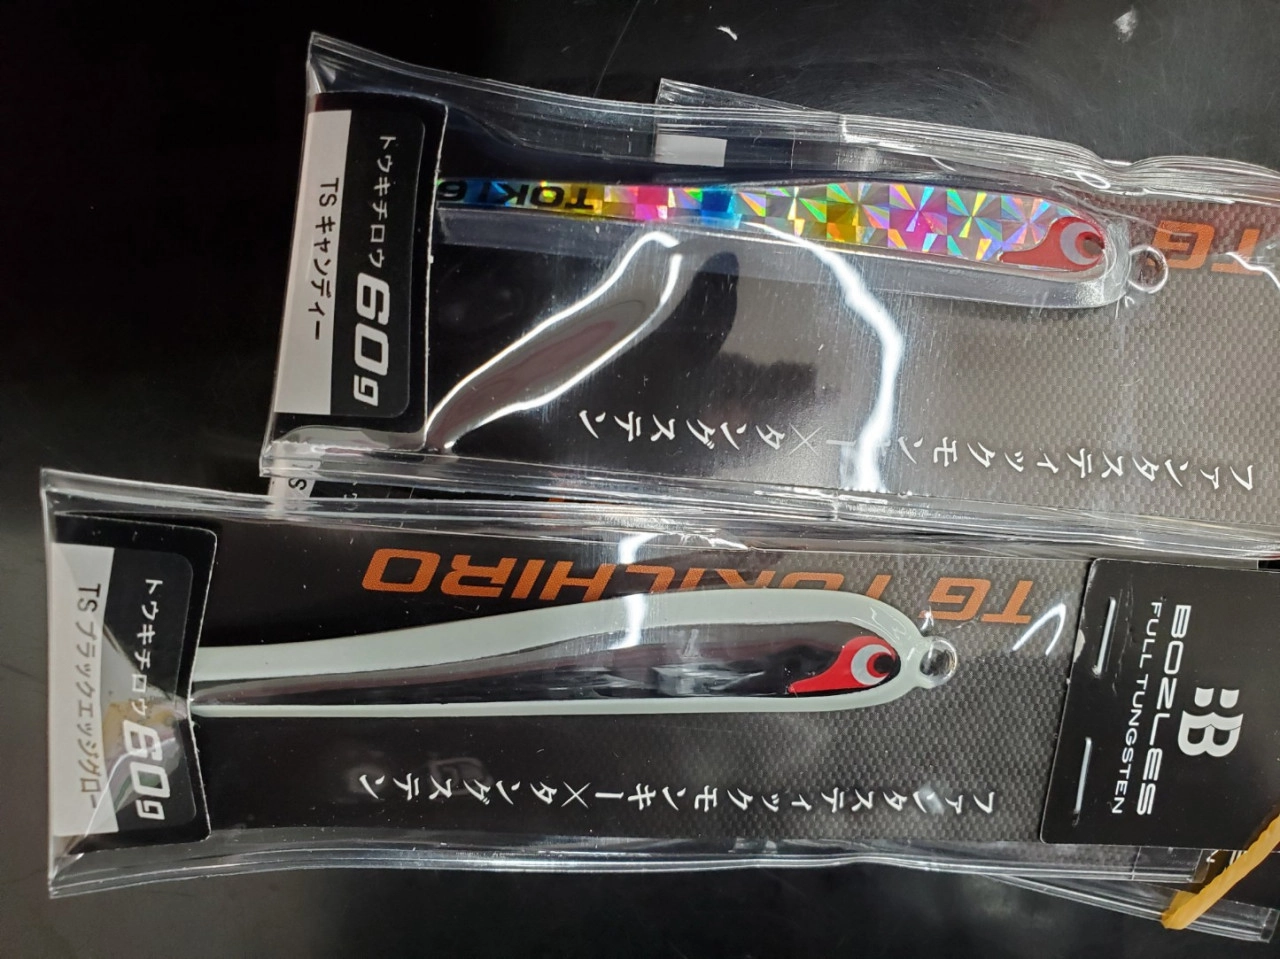 トウキチロウ 60g
TS キャンディー
TOKI 6
TG
ファンタスティックモンキー×タングステン
トウキチロウ 60g
TS ブラックエッジグロー
TG TOKICHIRO
ファンタスティックモンキー×タングステン
BOZLES
FULL TUNGSTEN